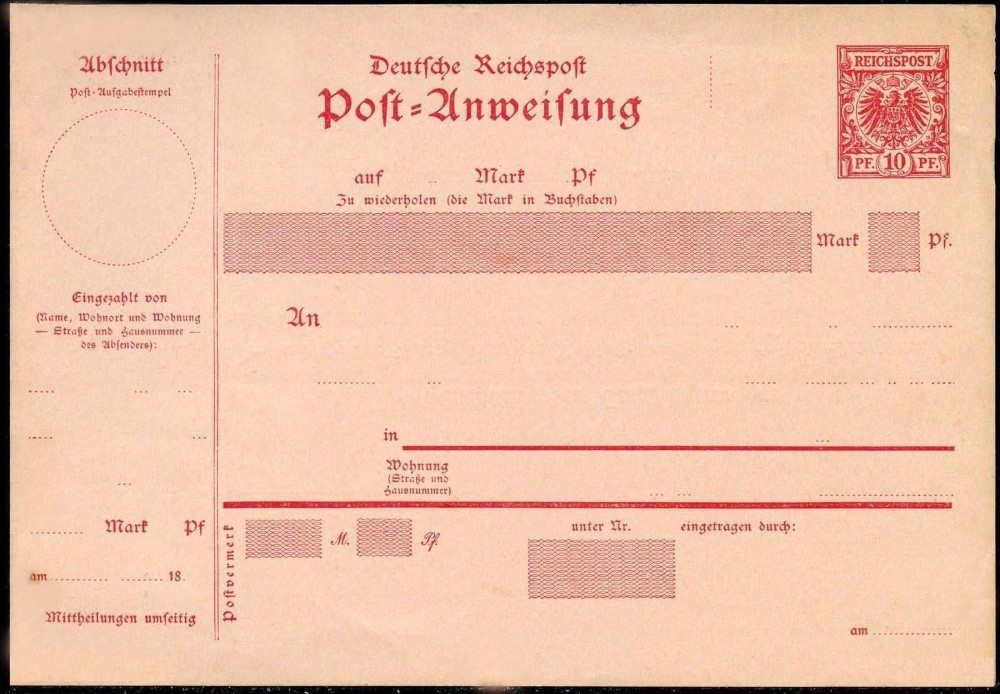 Abschnitt
Post-Aufgabestempel
Eingezahlt von
(Name, Wohnort und Wohnung
— Straße und Hausnummer —
des Absenders):
Mark Pf
am 18
Mittheilungen umseitig
Deutsche Reichspost
Post-Anweisung
auf Mark Pf
Zu wiederholen (die Mark in Buchstaben)
Mark Pf.
An
in
Wohnung
(Straße und
Hausnummer)
Postvermerk
M. Pf.
unter Nr. eingetragen durch:
am
REICHSPOST
PF. 10 PF.